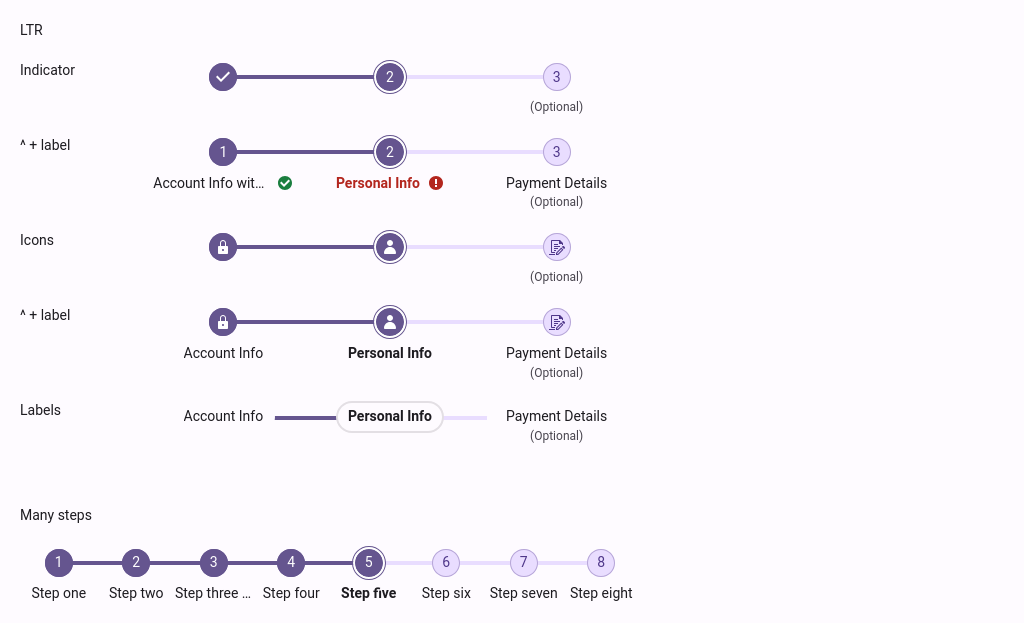 LTR
Indicator
2
3
(Optional)
^ + label
1
2
3
Account Info wit…
Personal Info
Payment Details
(Optional)
Icons
(Optional)
^ + label
Account Info
Personal Info
Payment Details
(Optional)
Labels
Account Info
Personal Info
Payment Details
(Optional)
Many steps
1
2
3
4
5
6
7
8
Step one
Step two
Step three …
Step four
Step five
Step six
Step seven
Step eight